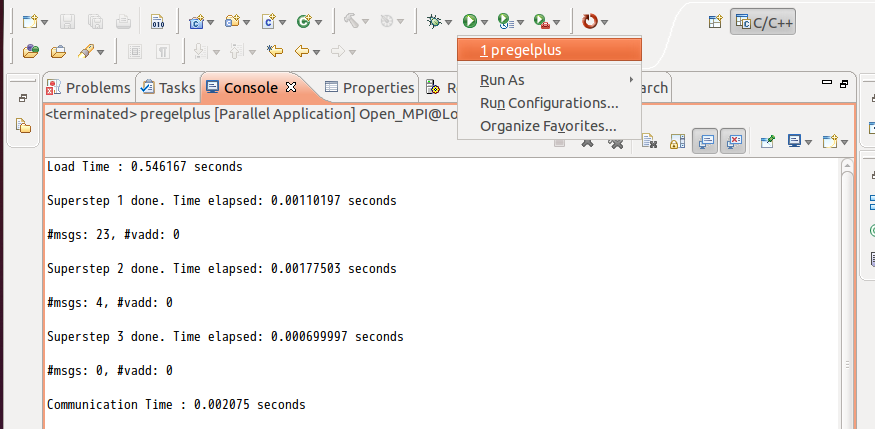 C/C++
1 pregelplus
Problems Tasks Console Properties
Run As
Run Configurations...
Organize Favorites...
<terminated> pregelplus [Parallel Application] Open_MPI@Lo
Load Time : 0.546167 seconds
Superstep 1 done. Time elapsed: 0.00110197 seconds
#msgs: 23, #vadd: 0
Superstep 2 done. Time elapsed: 0.00177503 seconds
#msgs: 4, #vadd: 0
Superstep 3 done. Time elapsed: 0.000699997 seconds
#msgs: 0, #vadd: 0
Communication Time : 0.002075 seconds